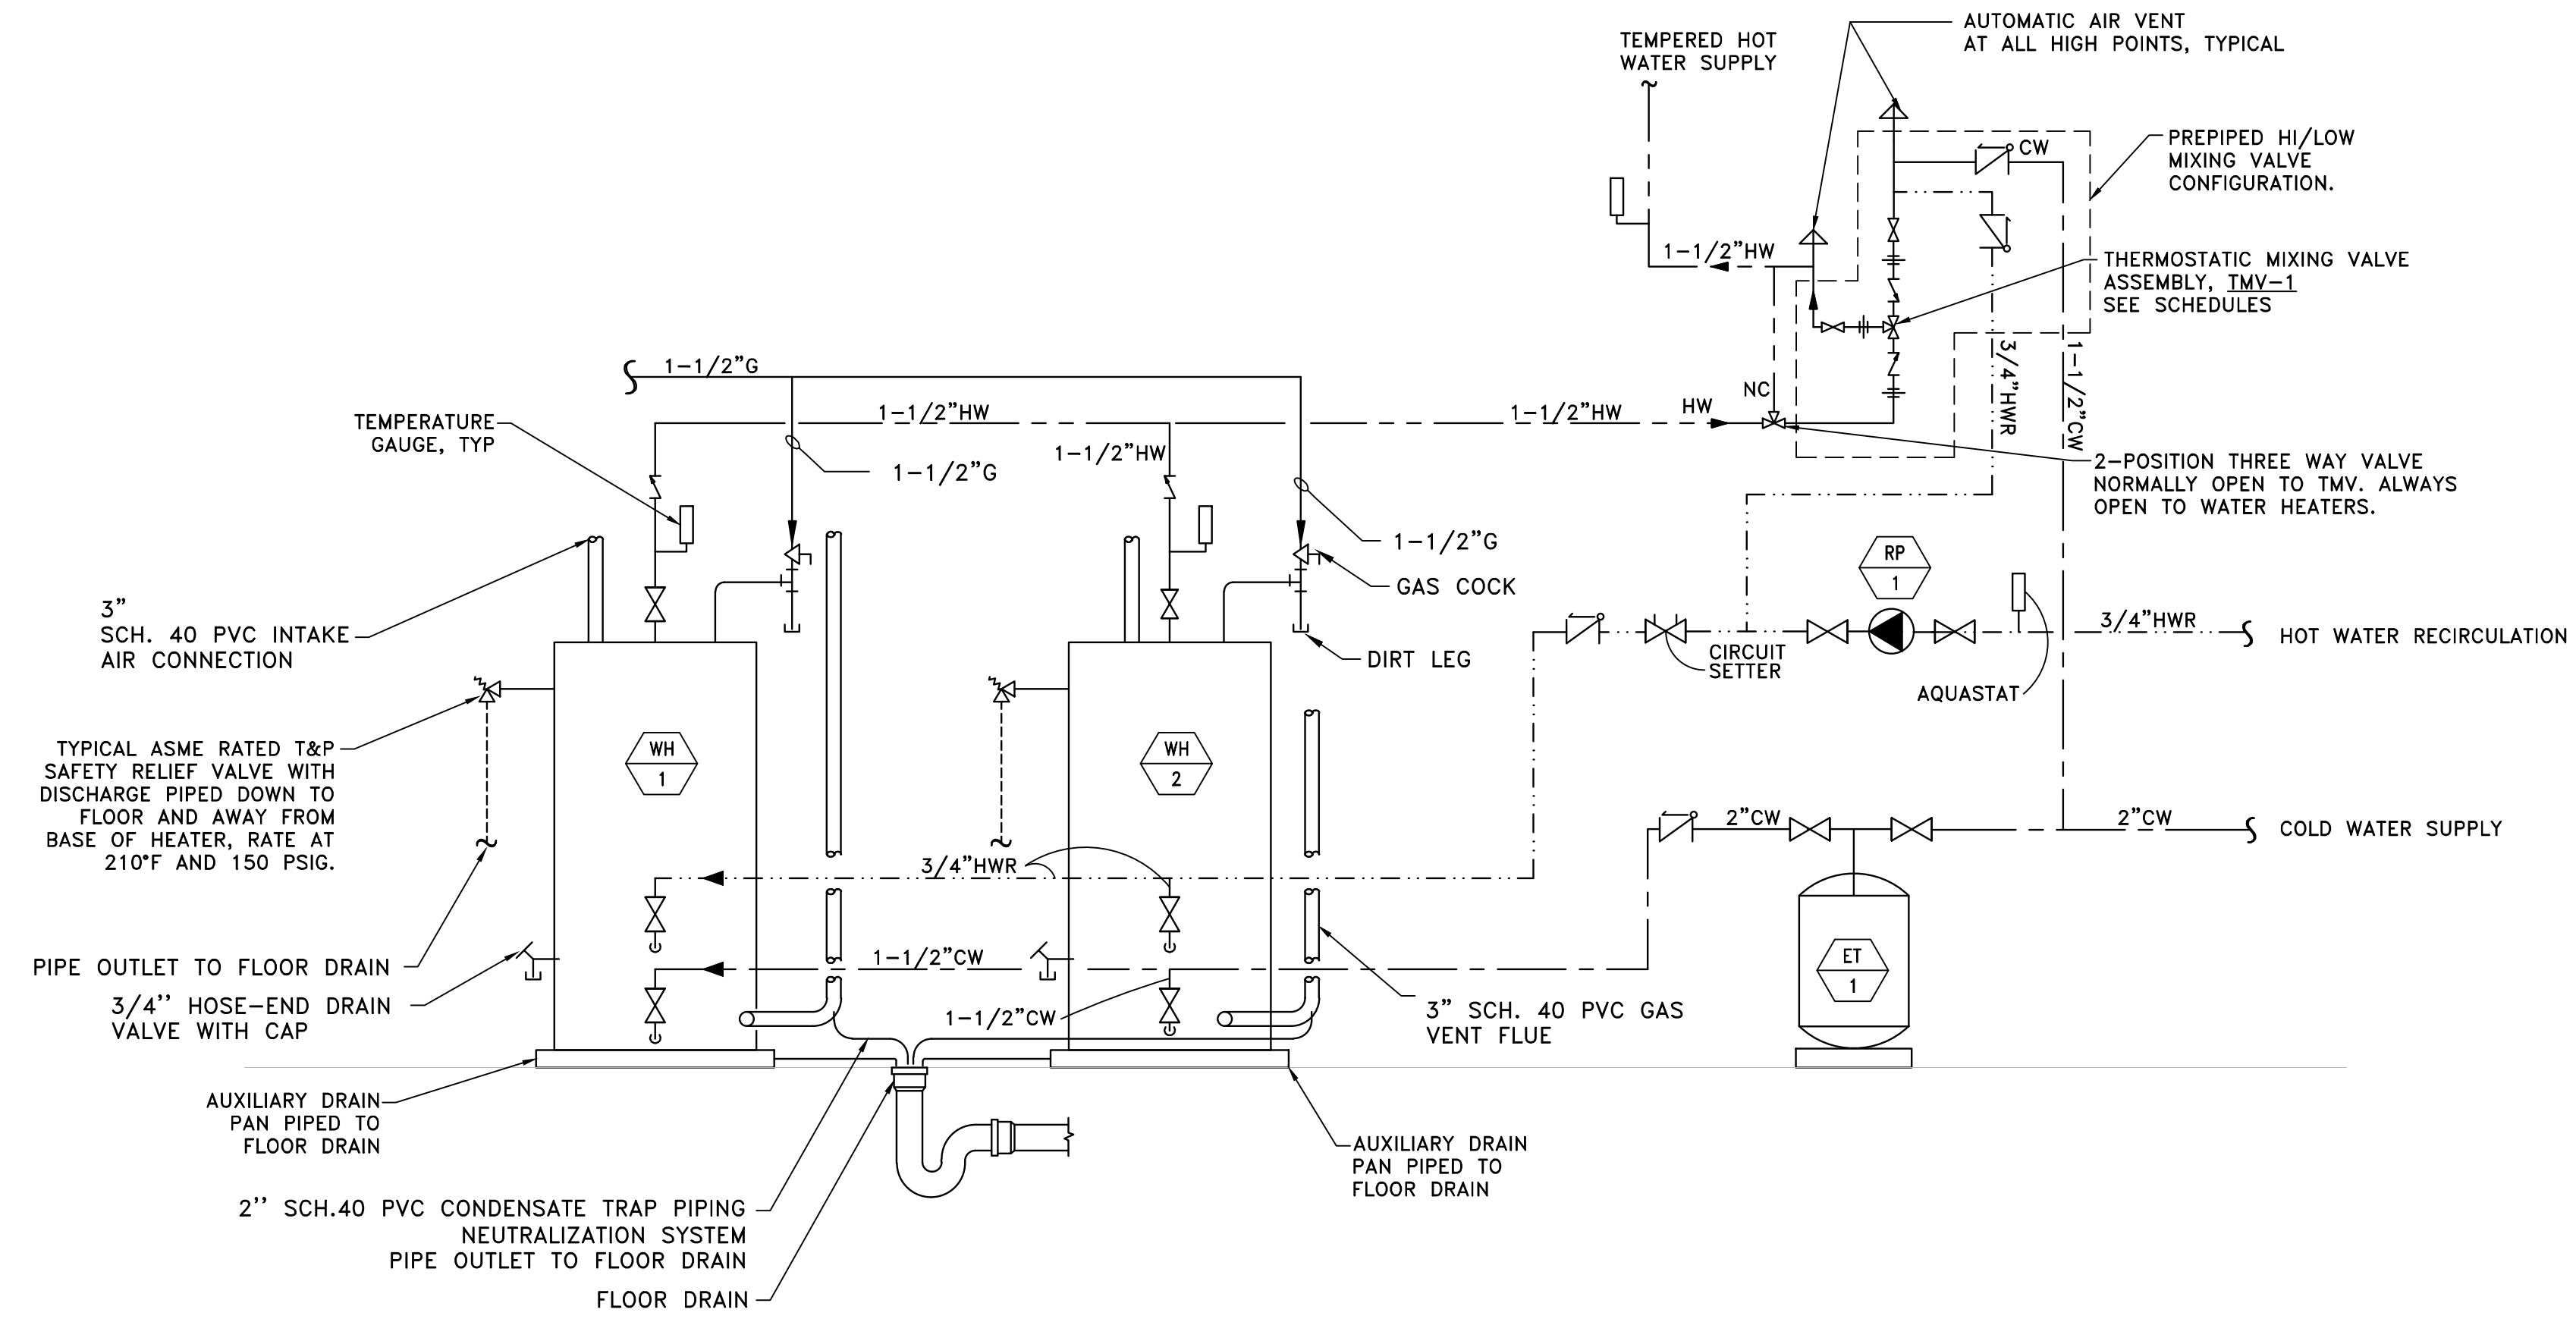 AUTOMATIC AIR VENT
AT ALL HIGH POINTS, TYPICAL
TEMPERED HOT
WATER SUPPLY
PREPIPED HI/LOW
MIXING VALVE
CONFIGURATION.
CW
1-1/2"HW
THERMOSTATIC MIXING VALVE
ASSEMBLY, TMV-1
SEE SCHEDULES
3/4"HWR
1-1/2"CW
1-1/2"G
NC
TEMPERATURE
GAUGE, TYP
1-1/2"HW
1-1/2"HW
HW
1-1/2"HW
1-1/2"G
2-POSITION THREE WAY VALVE
NORMALLY OPEN TO TMV. ALWAYS
OPEN TO WATER HEATERS.
1-1/2"G
GAS COCK
RP
1
3"
SCH. 40 PVC INTAKE
AIR CONNECTION
DIRT LEG
CIRCUIT
SETTER
AQUASTAT
3/4"HWR
HOT WATER RECIRCULATION
TYPICAL ASME RATED T&P
SAFETY RELIEF VALVE WITH
DISCHARGE PIPED DOWN TO
FLOOR AND AWAY FROM
BASE OF HEATER, RATE AT
210°F AND 150 PSIG.
WH
1
WH
2
2"CW
2"CW
COLD WATER SUPPLY
3/4"HWR
PIPE OUTLET TO FLOOR DRAIN
3/4'' HOSE-END DRAIN
VALVE WITH CAP
1-1/2"CW
1-1/2"CW
ET
1
3" SCH. 40 PVC GAS
VENT FLUE
AUXILIARY DRAIN
PAN PIPED TO
FLOOR DRAIN
AUXILIARY DRAIN
PAN PIPED TO
FLOOR DRAIN
2'' SCH.40 PVC CONDENSATE TRAP PIPING
NEUTRALIZATION SYSTEM
PIPE OUTLET TO FLOOR DRAIN
FLOOR DRAIN